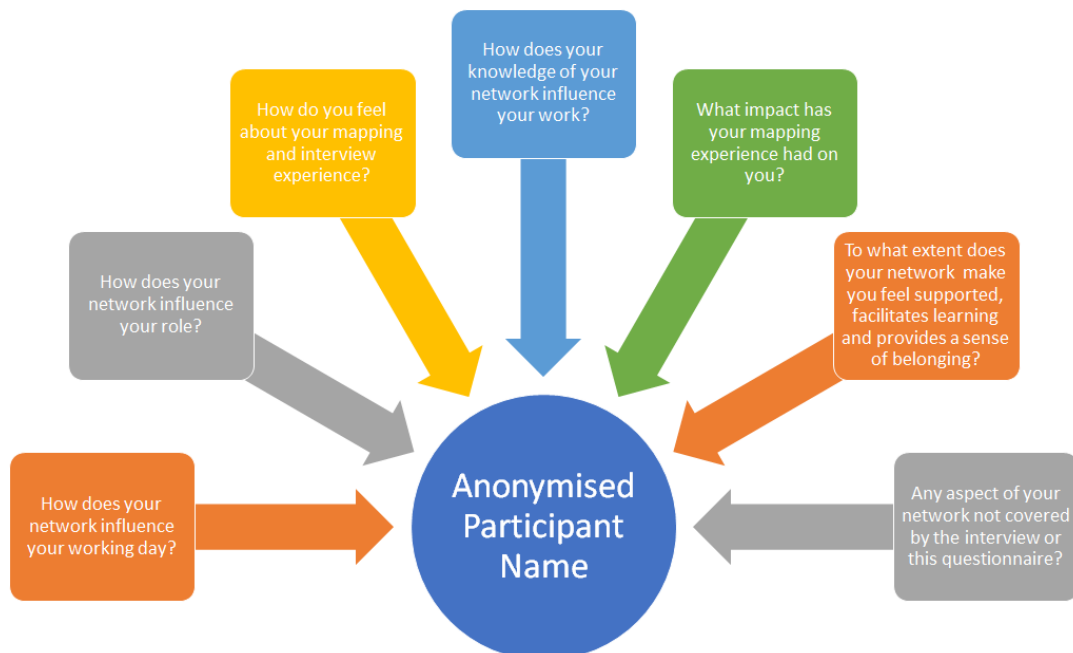 How does your
knowledge of your
network influence
your work?
How do you feel
about your mapping
and interview
experience?
What impact has
your mapping
experience had on
you?
How does your
network influence
your role?
To what extent does
your network  make
you feel supported,
facilitates learning
and provides a sense
of belonging?
How does your
network influence
your working day?
Anonymised
Participant
Name
Any aspect of your
network not covered
by the interview or
this questionnaire?